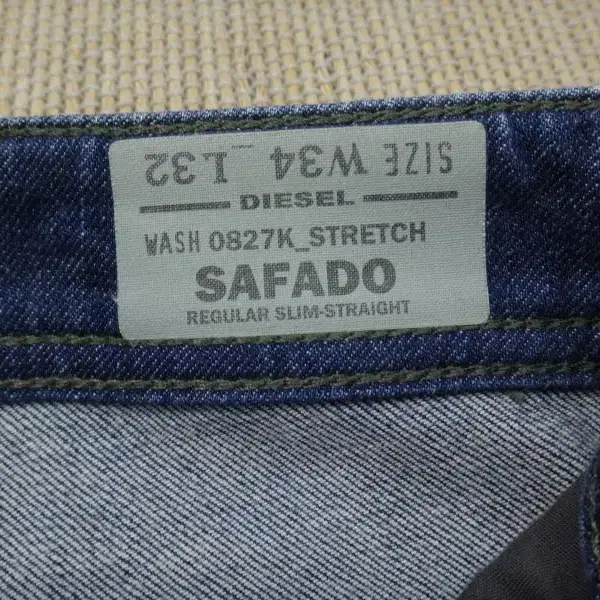 SIZE W34 L32
DIESEL
WASH 0827K_STRETCH
SAFADO
REGULAR SLIM-STRAIGHT